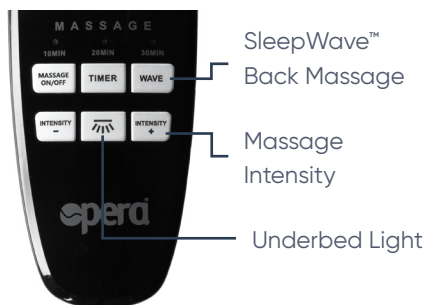 MASSAGE
10MIN 20MIN 30MIN
MASSAGE
ON/OFF
TIMER
WAVE
INTENSITY
−
INTENSITY
+
opera
SleepWave™
Back Massage
Massage
Intensity
Underbed Light